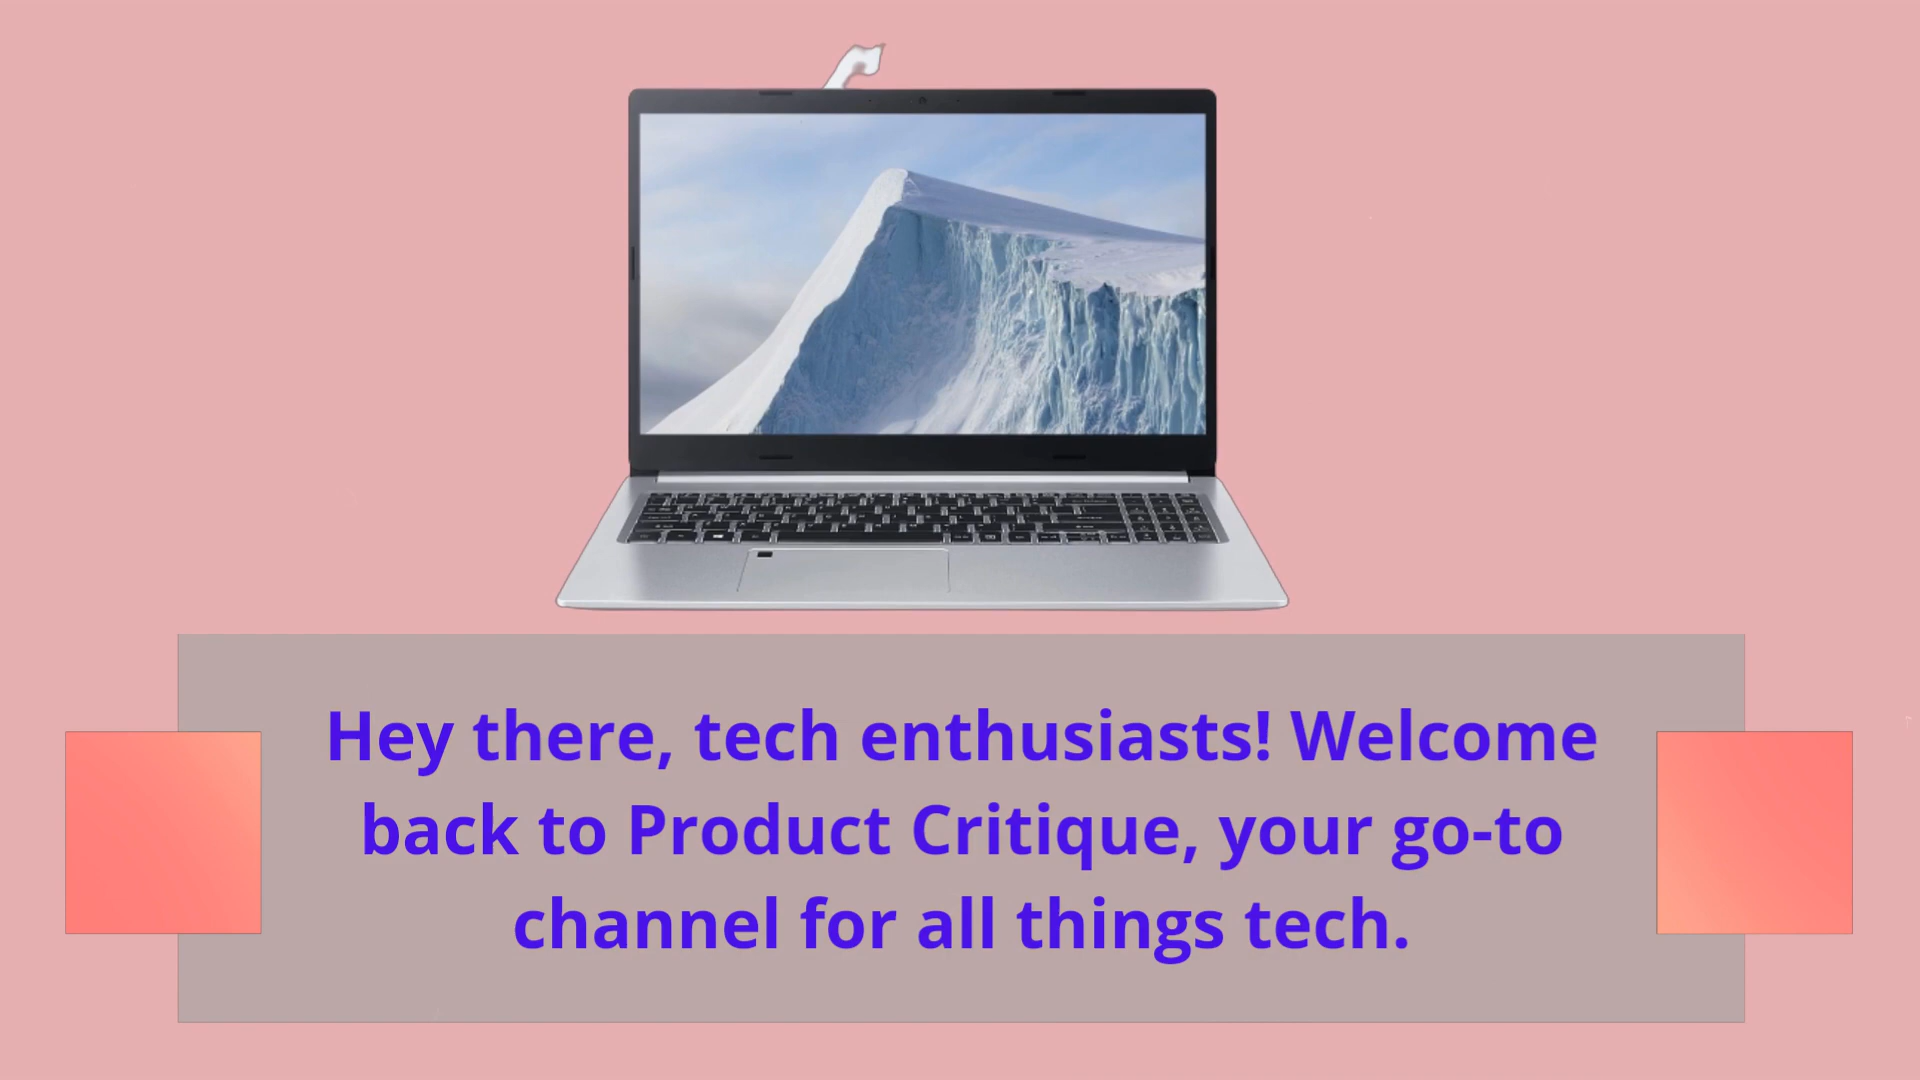 Hey there, tech enthusiasts! Welcome
back to Product Critique, your go-to
channel for all things tech.